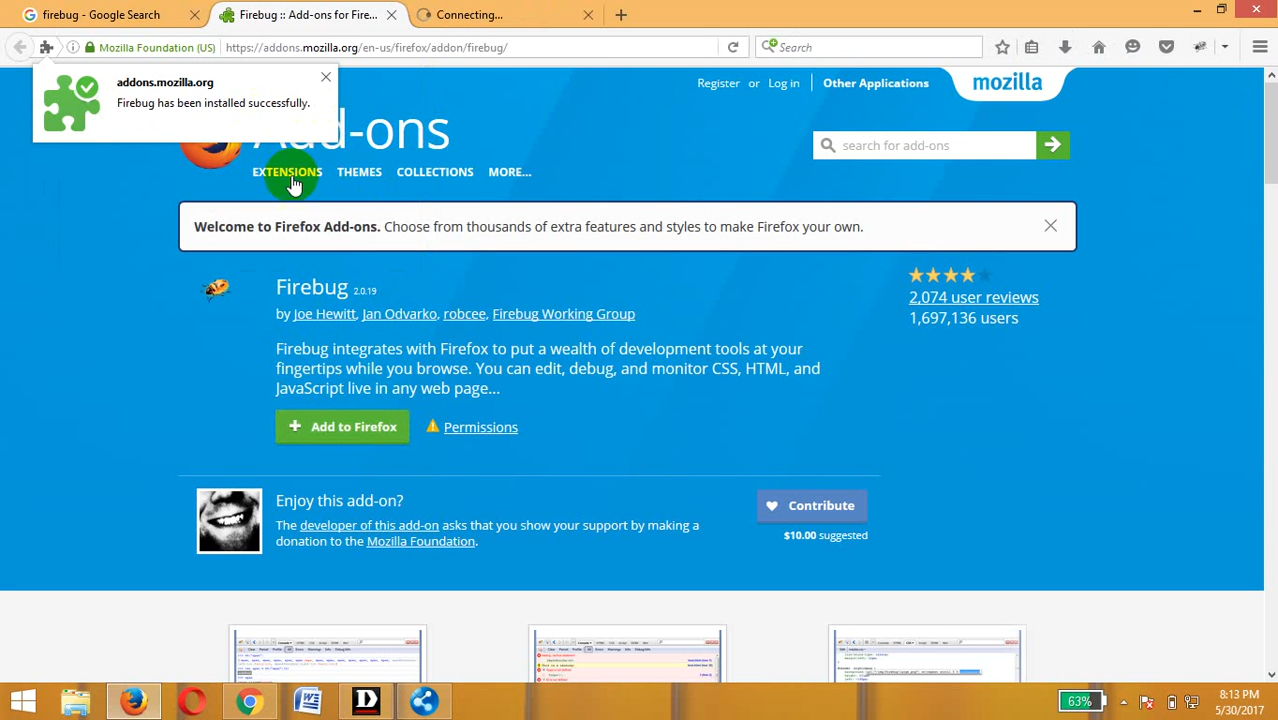 firebug - Google Search
Firebug :: Add-ons for Fire...
Connecting...
Mozilla Foundation (US)
https://addons.mozilla.org/en-us/firefox/addon/firebug/
Search
addons.mozilla.org
Firebug has been installed successfully.
Register or Log in
Other Applications
mozilla
Add-ons
search for add-ons
EXTENSIONS THEMES COLLECTIONS MORE...
Welcome to Firefox Add-ons. Choose from thousands of extra features and styles to make Firefox your own.
Firebug 2.0.19
by Joe Hewitt, Jan Odvarko, robcee, Firebug Working Group
2,074 user reviews
1,697,136 users
Firebug integrates with Firefox to put a wealth of development tools at your
fingertips while you browse. You can edit, debug, and monitor CSS, HTML, and
JavaScript live in any web page...
Add to Firefox
Permissions
Enjoy this add-on?
The developer of this add-on asks that you show your support by making a
donation to the Mozilla Foundation.
Contribute
$10.00 suggested
63%
8:13 PM
5/30/2017